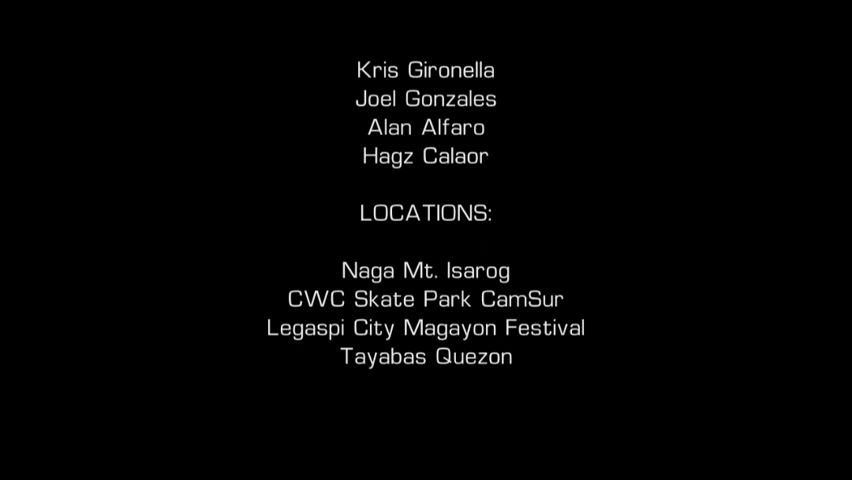 Kris Gironella
Joel Gonzales
Alan Alfaro
Hagz Calaor
LOCATIONS:
Naga Mt. Isarog
CWC Skate Park CamSur
Legaspi City Magayon Festival
Tayabas Quezon